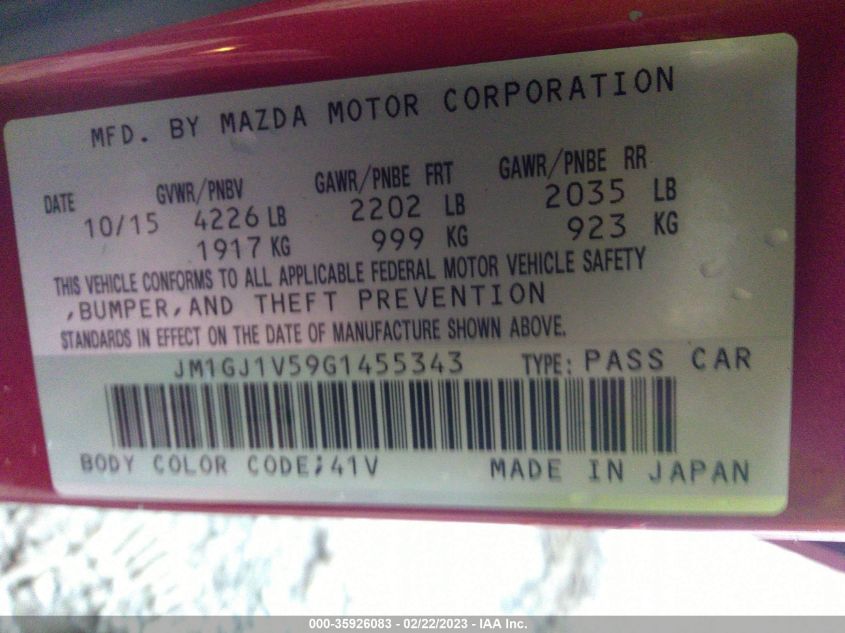 MFD. BY MAZDA MOTOR CORPORATION
DATE GVWR/PNBV GAWR/PNBE FRT GAWR/PNBE RR
10/15 4226 LB 2202 LB 2035 LB
1917 KG 999 KG 923 KG
THIS VEHICLE CONFORMS TO ALL APPLICABLE FEDERAL MOTOR VEHICLE SAFETY
,BUMPER,AND THEFT PREVENTION
STANDARDS IN EFFECT ON THE DATE OF MANUFACTURE SHOWN ABOVE.
JM1GJ1V59G1455343 TYPE: PASS CAR
BODY COLOR CODE;41V MADE IN JAPAN
000-35926083 - 02/22/2023 - IAA Inc.